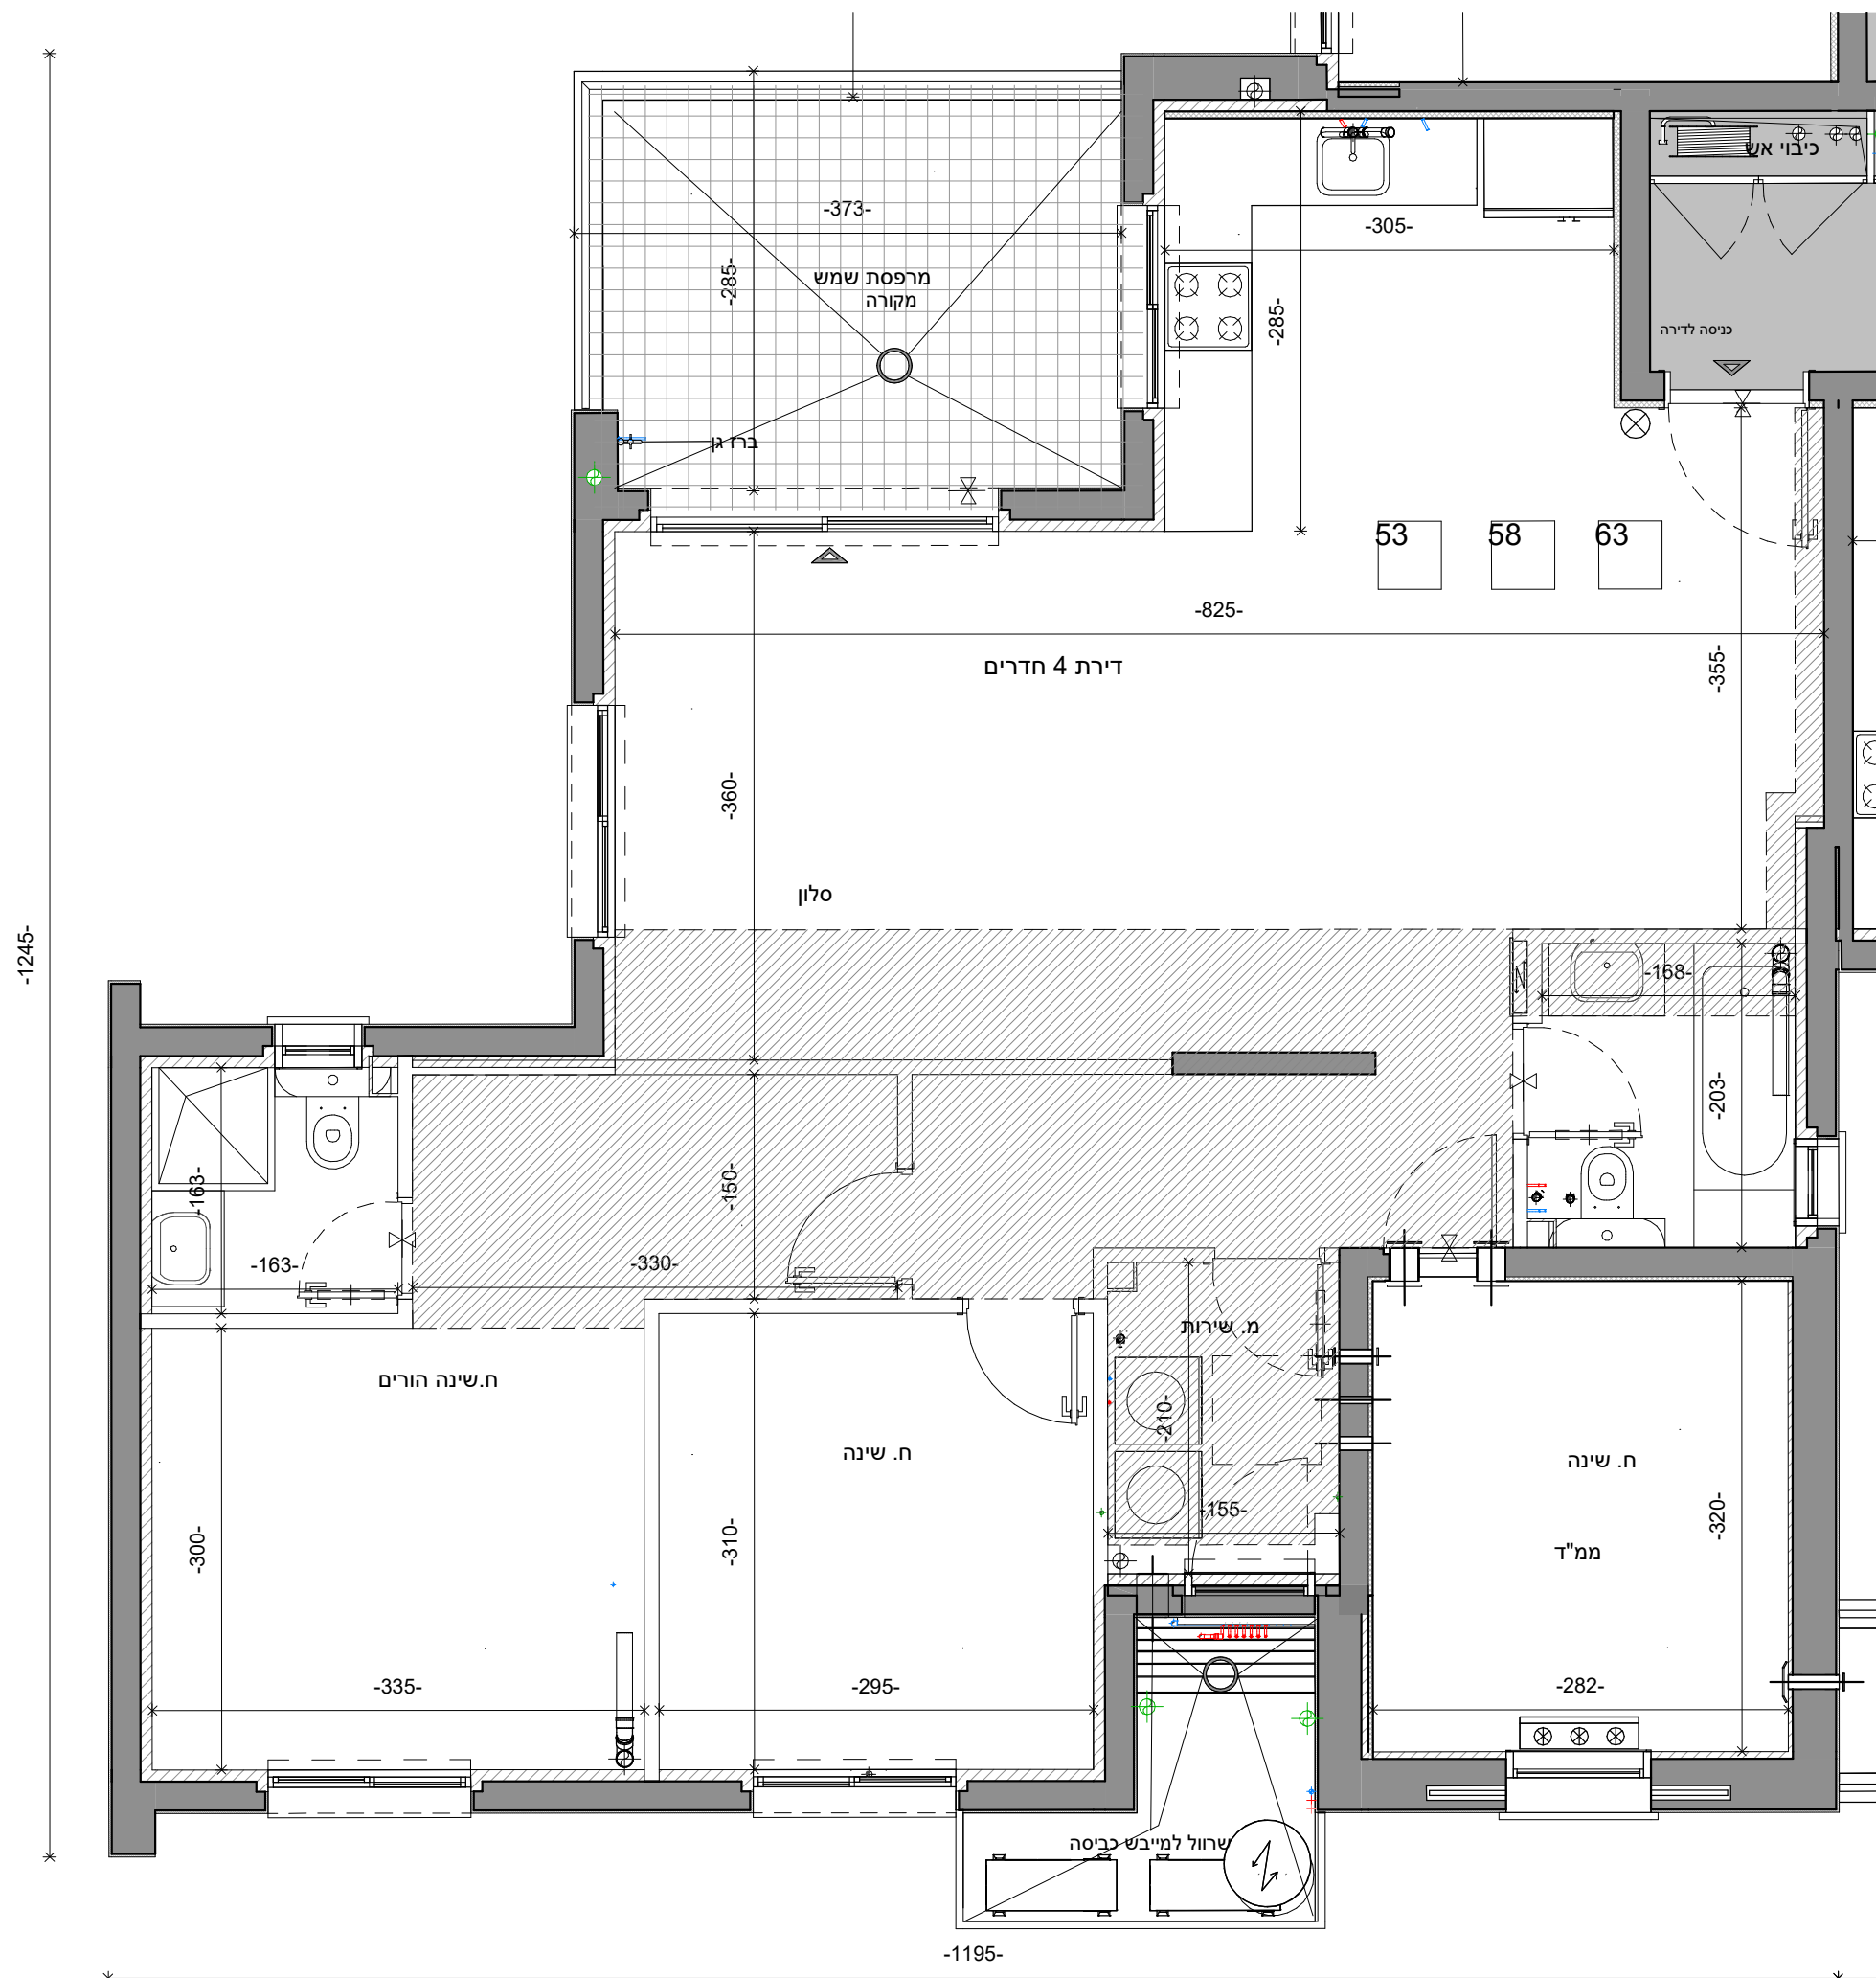 כיבוי אש
-373-
-305-
-285-
מרפסת שמש
מקורה
-285-
כניסה לדירה
ברז גן
53
58
63
-825-
דירת 4 חדרים
-355-
-360-
סלון
-1245-
-168-
-203-
-163-
-150-
-163-
-330-
מ. שירות
ח.שינה הורים
-210-
ח. שינה
ח. שינה
-155-
-300-
-310-
-320-
ממ"ד
-335-
-295-
-282-
שרוול למייבש כביסה
-1195-